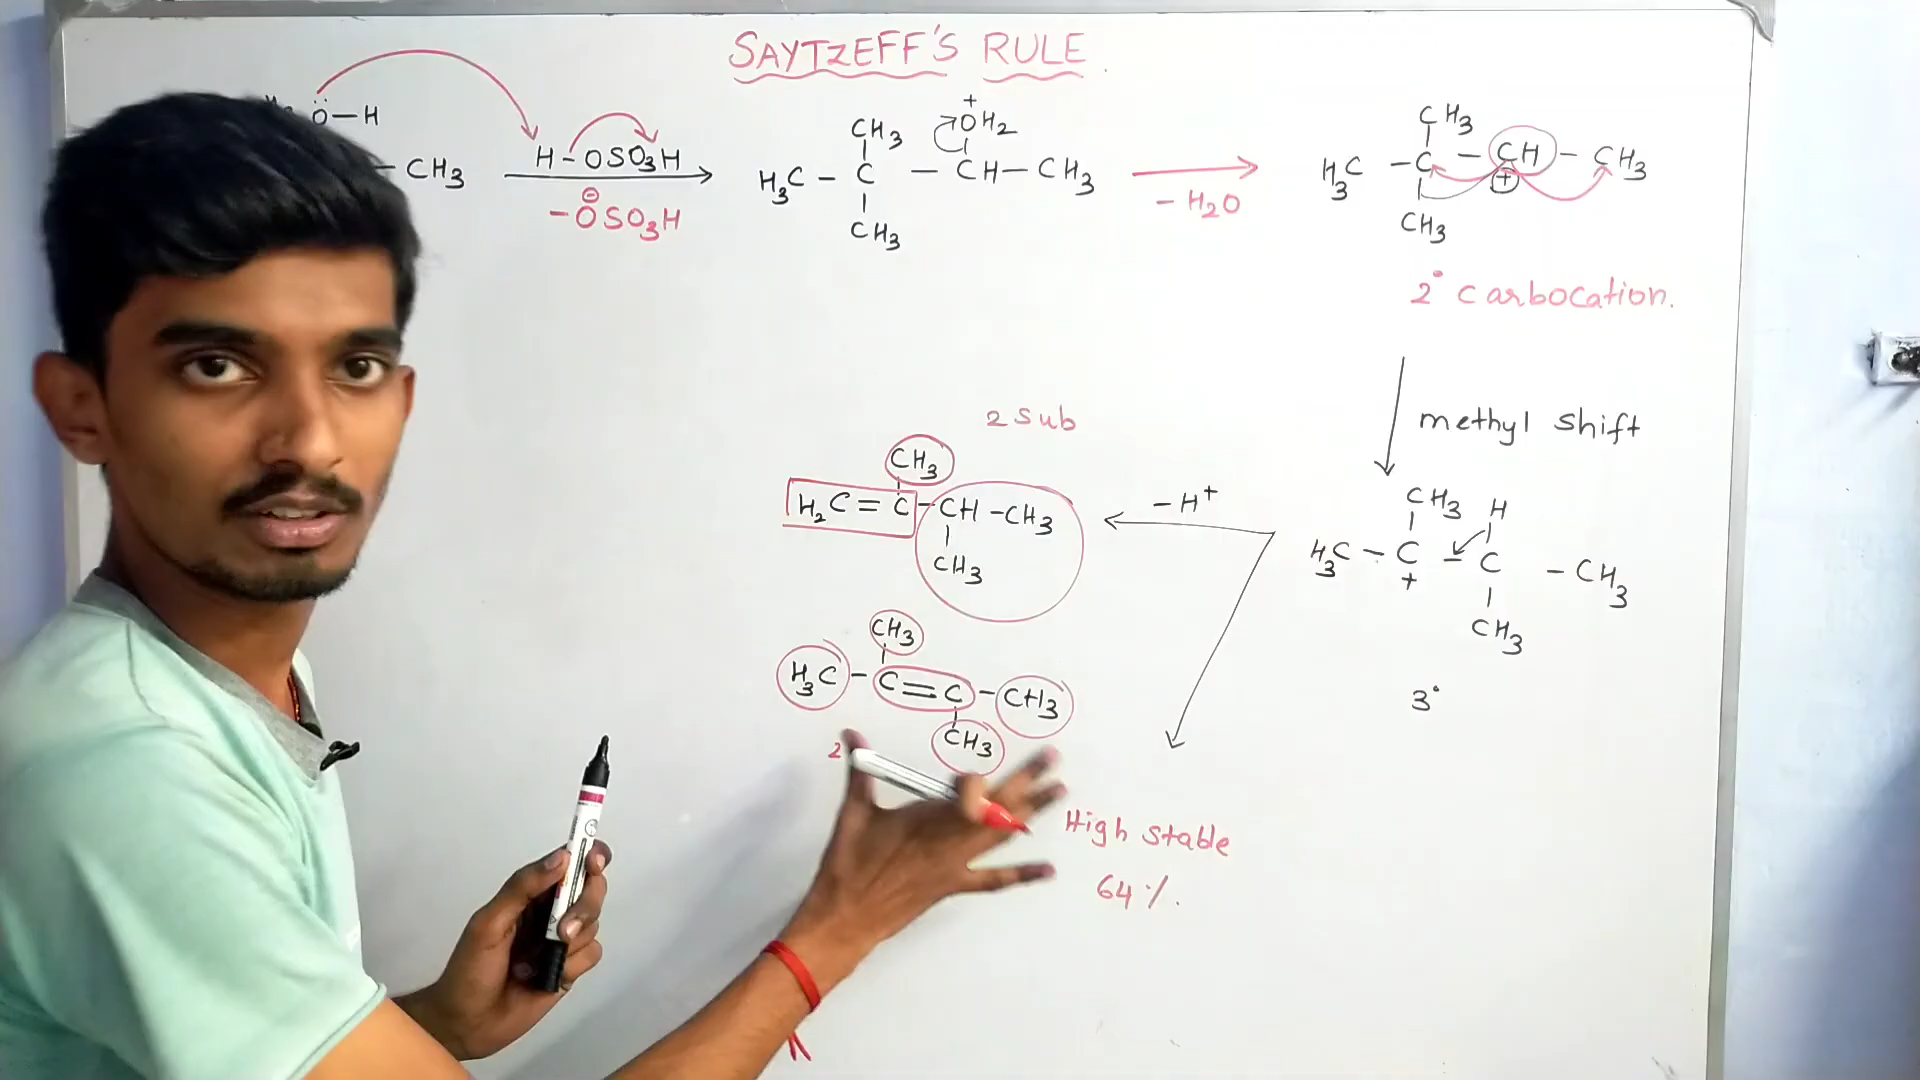 SAYTZEFF'S RULE
Ö—H
—CH3
H—OSO3H
−⊖OSO3H
CH3
+
OH2
H3C—C—CH—CH3
CH3
−H2O
CH3
H3C—C—CH—CH3
+
CH3
2° carbocation.
methyl shift
CH3 H
H3C—C—C—CH3
+
CH3
3°
−H+
2 sub
CH3
H2C=C—CH—CH3
CH3
CH3
H3C—C=C—CH3
CH3
2
High stable
64%.